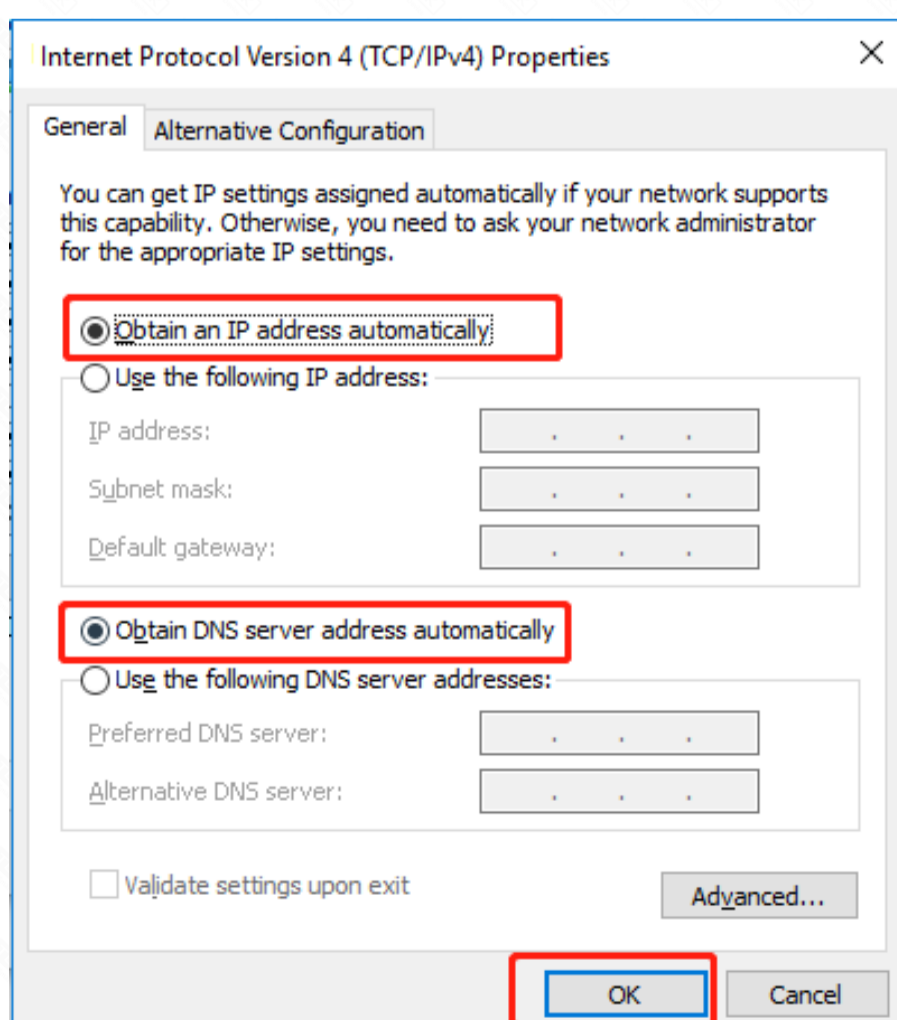 Internet Protocol Version 4 (TCP/IPv4) Properties
General
Alternative Configuration
You can get IP settings assigned automatically if your network supports
this capability. Otherwise, you need to ask your network administrator
for the appropriate IP settings.
Obtain an IP address automatically
Use the following IP address:
IP address:
Subnet mask:
Default gateway:
Obtain DNS server address automatically
Use the following DNS server addresses:
Preferred DNS server:
Alternative DNS server:
Validate settings upon exit
Advanced...
OK
Cancel